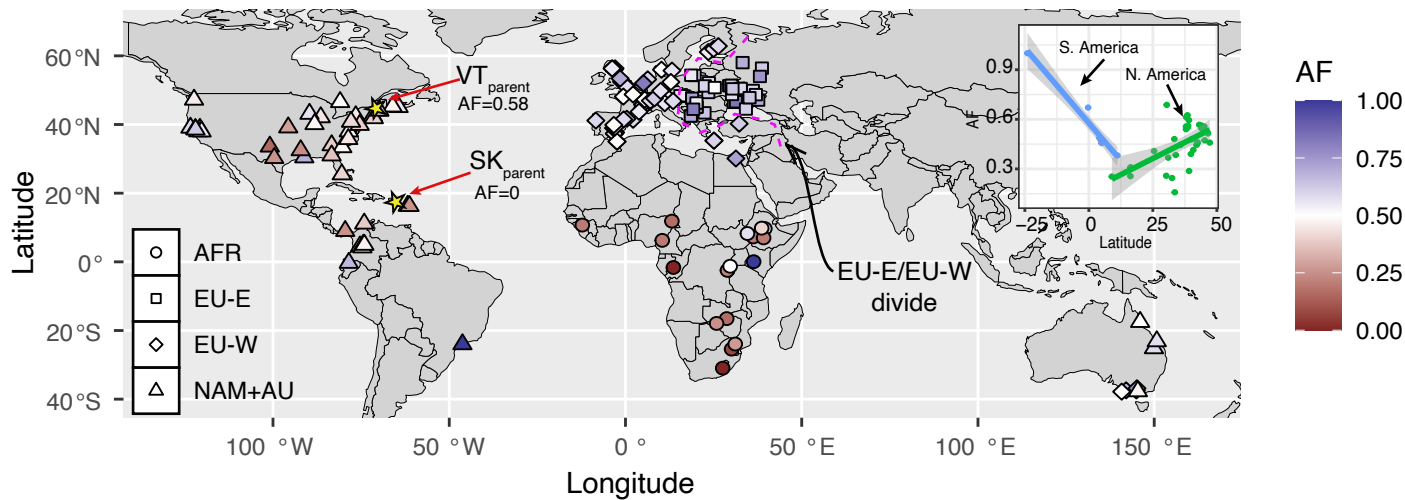 60 °N
40 °N
20 °N
0 °
20 °S
40 °S
Latitude
100 °W
50 °W
0 °
50 °E
100 °E
150 °E
Longitude
VTparent
AF=0.58
SKparent
AF=0
AFR
EU-E
EU-W
NAM+AU
EU-E/EU-W
divide
S. America
N. America
AF
0.9
0.3
−25
0
25
50
Latitude
AF
1.00
0.75
0.50
0.25
0.00